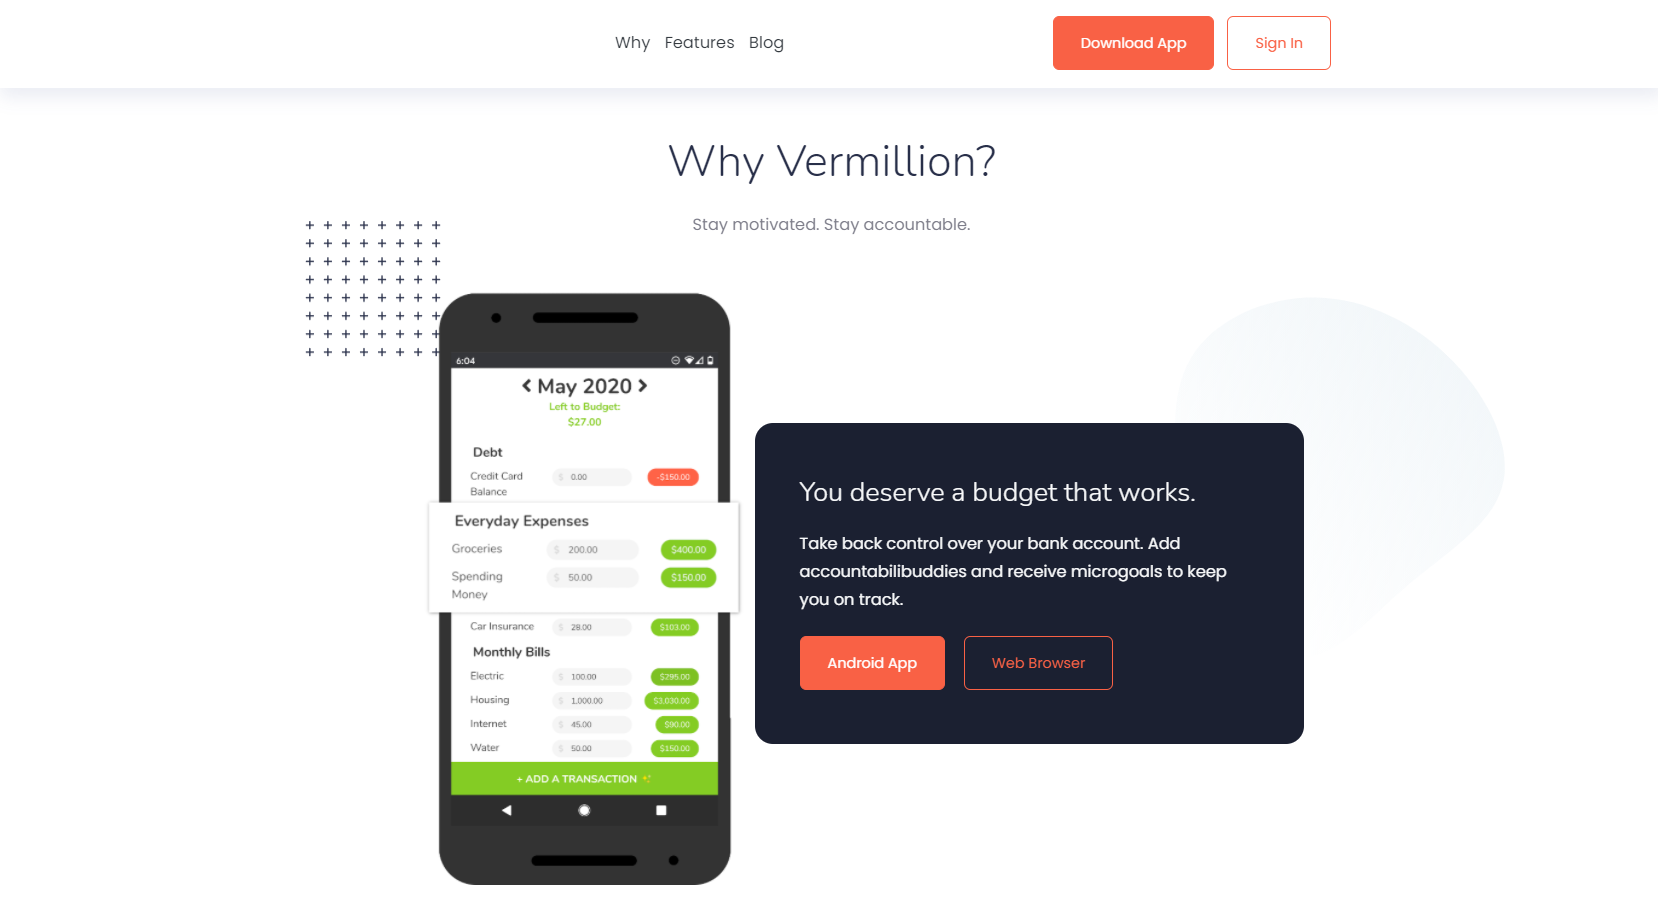 Why Features Blog
Download App
Sign In
Why Vermillion?
Stay motivated. Stay accountable.
6:04
May 2020
Left to Budget:
$27.00
Debt
Credit Card
Balance
$ 0.00
-$150.00
Everyday Expenses
Groceries $ 200.00 $400.00
Spending
Money
$ 50.00 $150.00
Car Insurance $ 28.00 $103.00
Monthly Bills
Electric $ 100.00 $295.00
Housing $ 1,000.00 $3,030.00
Internet $ 45.00 $90.00
Water $ 50.00 $150.00
+ ADD A TRANSACTION ✨
You deserve a budget that works.
Take back control over your bank account. Add
accountabilibuddies and receive microgoals to keep
you on track.
Android App
Web Browser